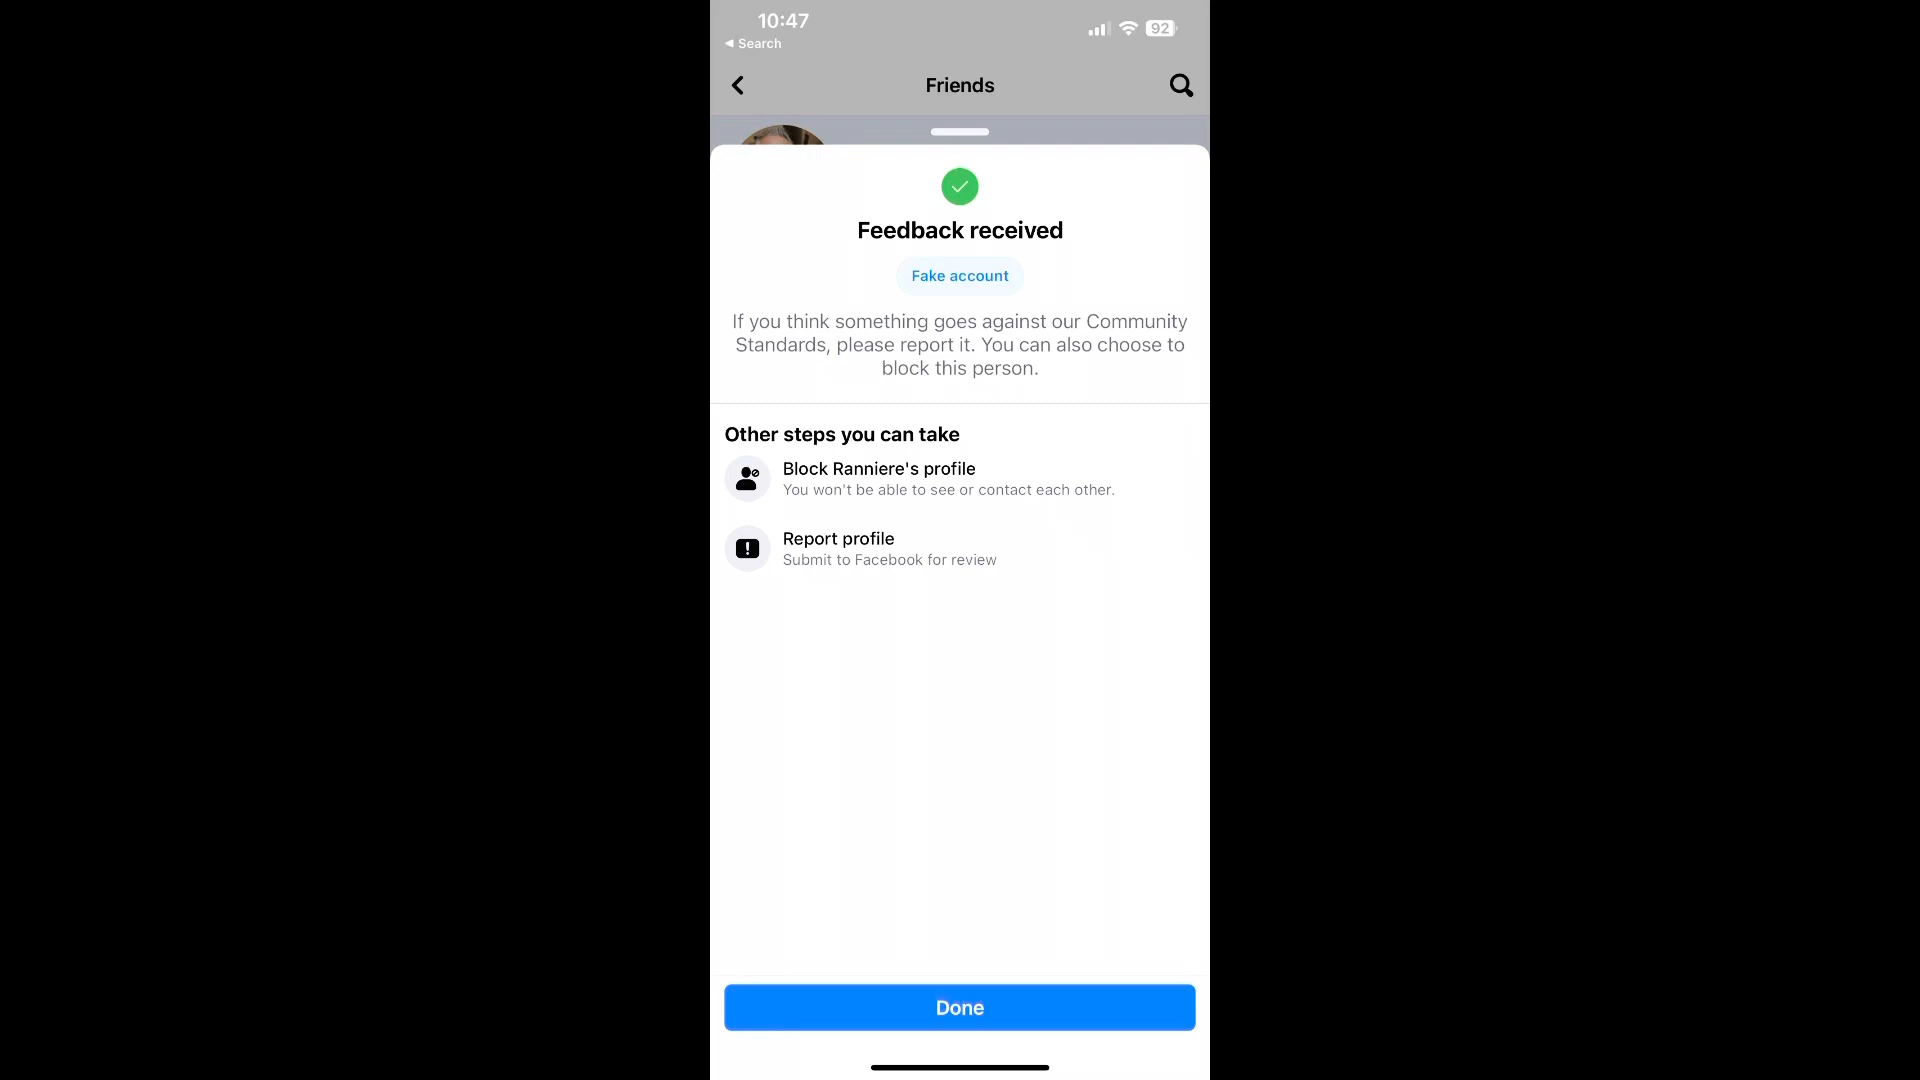 10:47
92
◀ Search
Friends
Feedback received
Fake account
If you think something goes against our Community
Standards, please report it. You can also choose to
block this person.
Other steps you can take
Block Ranniere's profile
You won't be able to see or contact each other.
Report profile
Submit to Facebook for review
Done